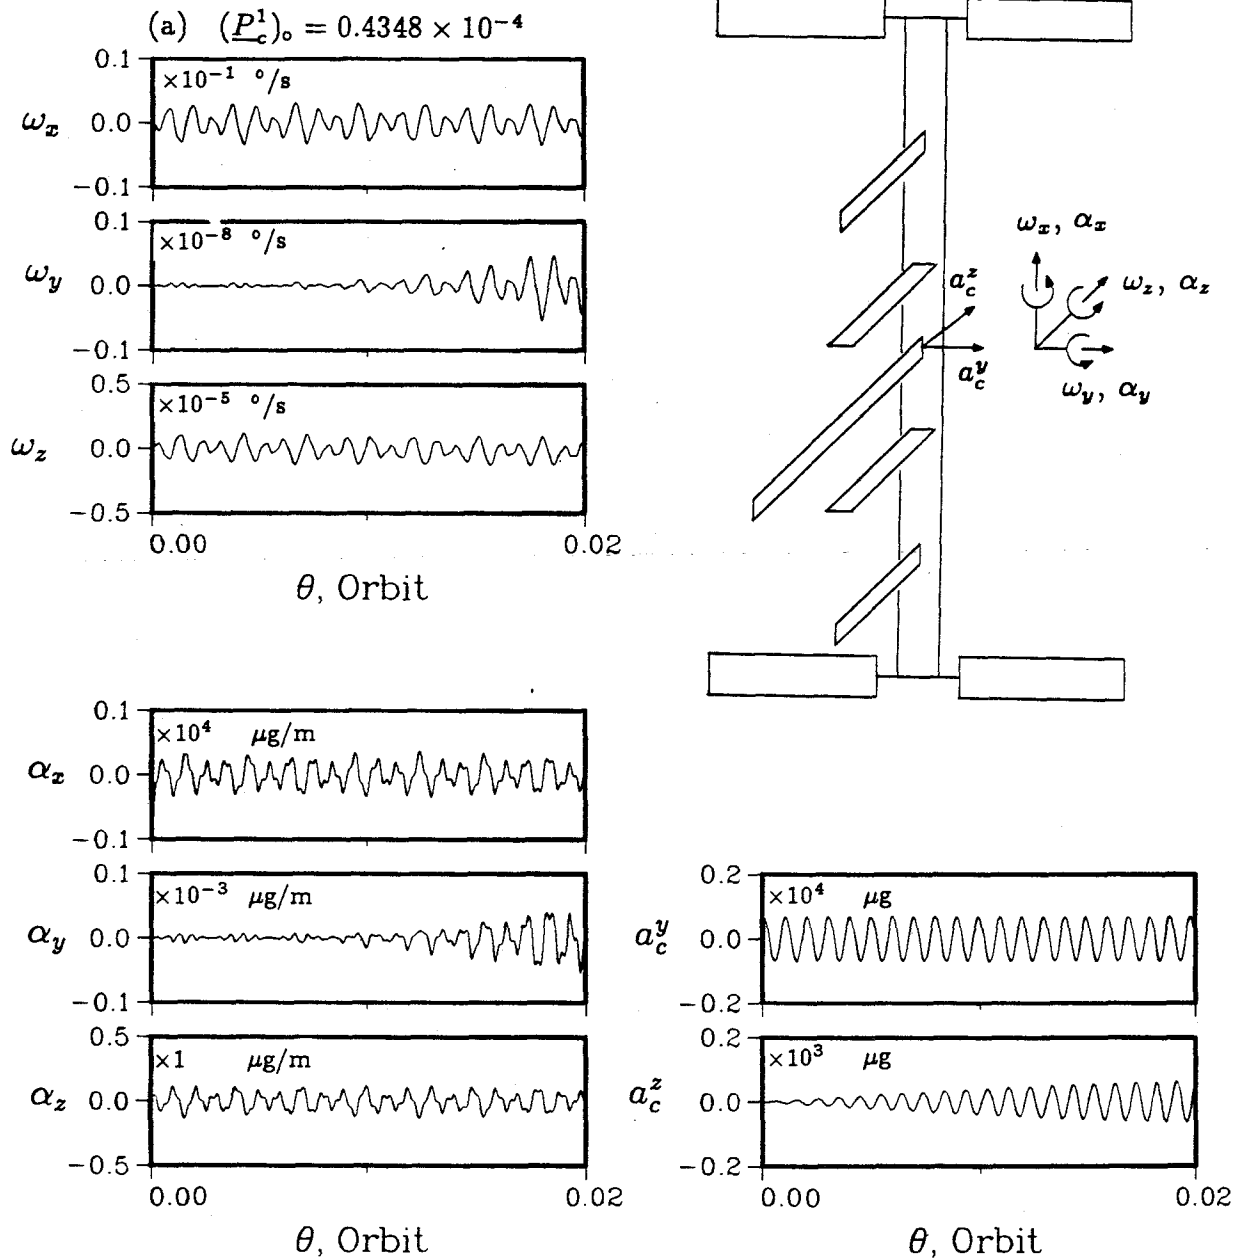 (a) (P_c^1)_o = 0.4348 × 10^-4
0.1
×10^-1 °/s
ω_x 0.0
-0.1
0.1
×10^-8 °/s
ω_y 0.0
-0.1
0.5
×10^-5 °/s
ω_z 0.0
-0.5
0.00 0.02
θ, Orbit
ω_x, α_x
a_c^z
ω_z, α_z
a_c^y
ω_y, α_y
0.1
×10^4 μg/m
α_x 0.0
-0.1
0.1
×10^-3 μg/m
α_y 0.0
-0.1
0.5
×1 μg/m
α_z 0.0
-0.5
0.00 0.02
θ, Orbit
0.2
×10^4 μg
a_c^y 0.0
-0.2
0.2
×10^3 μg
a_c^z 0.0
-0.2
0.00 0.02
θ, Orbit